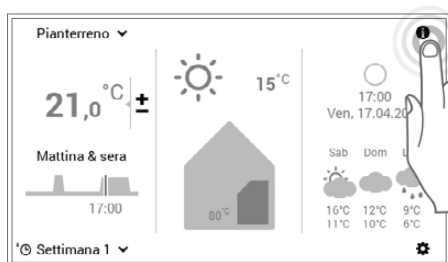 Pianterreno
21,0 °C ±
Mattina & sera
17:00
Settimana 1
15°C
80°C
17:00
Ven, 17.04.20
Sab Dom
16°C 12°C 9°C
11°C 10°C 6°C